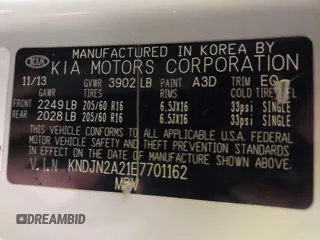 MANUFACTURED IN KOREA BY
KIA KIA MOTORS CORPORATION
11/13 GVWR 3902 LB PAINT A3D TRIM EQ
GAWR TIRES RIMS COLD TIRE INF
FRONT 2249 LB 205/60 R16 6.5JX16 33psi SINGLE
REAR 2028 LB 205/60 R16 6.5JX16 33psi SINGLE
THIS VEHICLE CONFORMS TO ALL APPLICABLE U.S.A. FEDERAL
MOTOR VEHICLE SAFETY, BUMPER, AND THEFT PREVENTION
STANDARDS IN EFFECT ON THE DATE OF MANUFACTURE SHOWN ABOVE.
V.I.N KNDJN2A21E7701162
MPV
DREAMBID